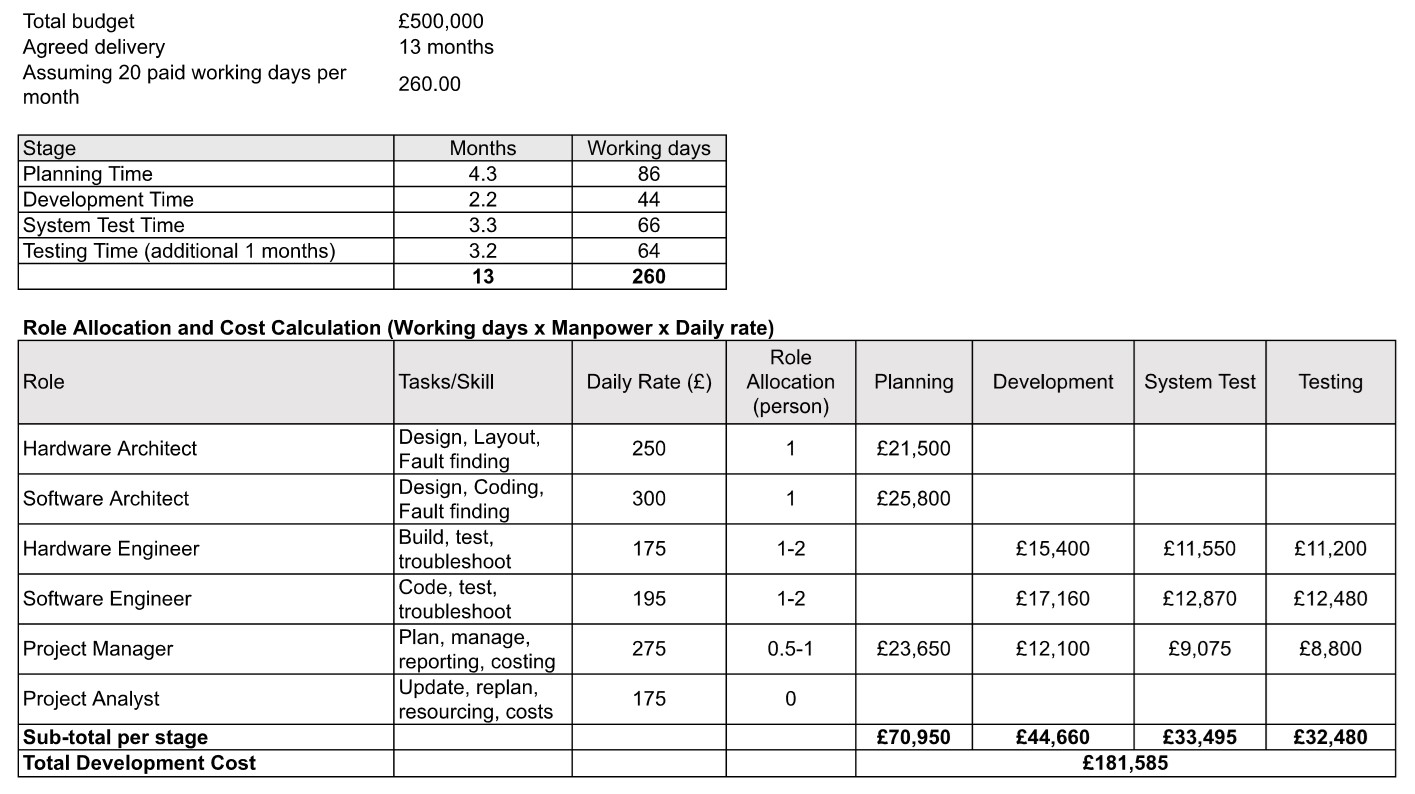 Total budget £500,000
Agreed delivery 13 months
Assuming 20 paid working days per month 260.00
Stage Months Working days
Planning Time 4.3 86
Development Time 2.2 44
System Test Time 3.3 66
Testing Time (additional 1 months) 3.2 64
13 260
Role Allocation and Cost Calculation (Working days x Manpower x Daily rate)
Role Tasks/Skill Daily Rate (£) Role Allocation (person) Planning Development System Test Testing
Hardware Architect Design, Layout, Fault finding 250 1 £21,500
Software Architect Design, Coding, Fault finding 300 1 £25,800
Hardware Engineer Build, test, troubleshoot 175 1-2 £15,400 £11,550 £11,200
Software Engineer Code, test, troubleshoot 195 1-2 £17,160 £12,870 £12,480
Project Manager Plan, manage, reporting, costing 275 0.5-1 £23,650 £12,100 £9,075 £8,800
Project Analyst Update, replan, resourcing, costs 175 0
Sub-total per stage £70,950 £44,660 £33,495 £32,480
Total Development Cost £181,585